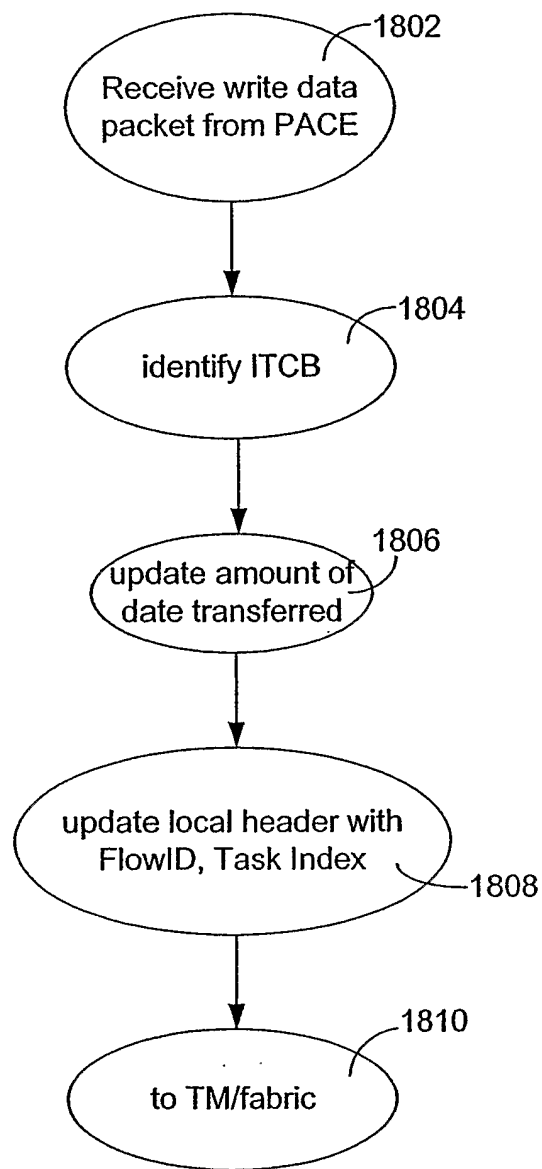 1802
Receive write data
packet from PACE
1804
identify ITCB
1806
update amount of
date transferred
update local header with
FlowID, Task Index
1808
1810
to TM/fabric